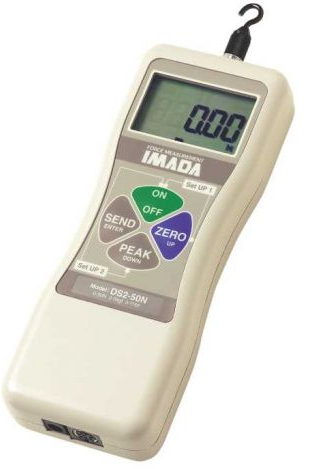 0.00
N
FORCE MEASUREMENT
IMADA
ON
OFF
Set UP 1
SEND
ENTER
ZERO
UP
PEAK
DOWN
Set UP 2
Model: DS2-50N